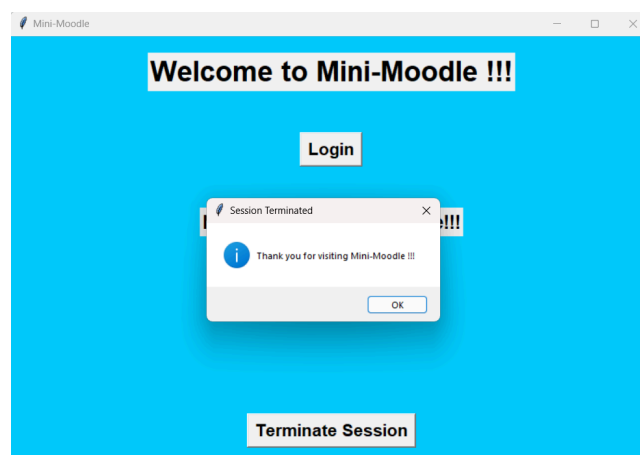 Mini-Moodle
Welcome to Mini-Moodle !!!
Login
Session Terminated
Thank you for visiting Mini-Moodle !!!
OK
Terminate Session